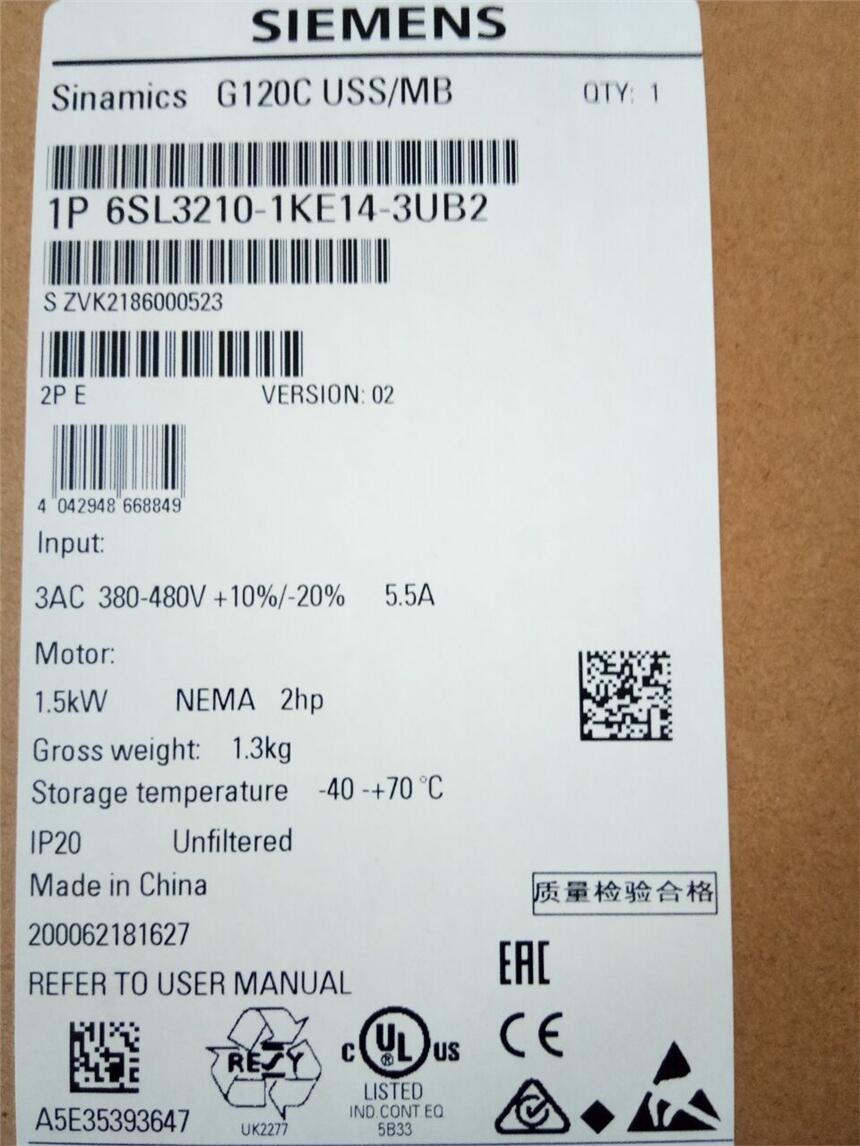 SIEMENS
Sinamics G120C USS/MB QTY: 1
1P 6SL3210-1KE14-3UB2
S ZVK2186000523
2P E VERSION: 02
4 042948 668849
Input:
3AC 380-480V +10%/-20% 5.5A
Motor:
1.5kW NEMA 2hp
Gross weight: 1.3kg
Storage temperature -40 -+70 °C
IP20 Unfiltered
Made in China
质量检验合格
200062181627
EAC
REFER TO USER MANUAL
CE
RESY
C UL ® US
LISTED
IND.CONT.EQ
5B33
UK2277
A5E35393647